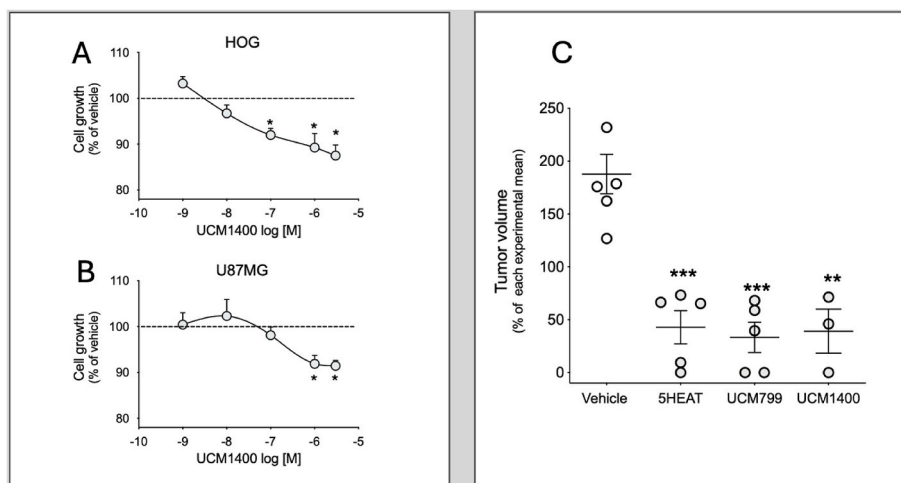 A
HOG
Cell growth
(% of vehicle)
110
100
90
80
* * *
-10 -9 -8 -7 -6 -5
UCM1400 log [M]
B
U87MG
Cell growth
(% of vehicle)
110
100
90
80
* *
-10 -9 -8 -7 -6 -5
UCM1400 log [M]
C
Tumor volume
(% of each experimental mean)
250
200
150
100
50
0
*** *** **
Vehicle 5HEAT UCM799 UCM1400